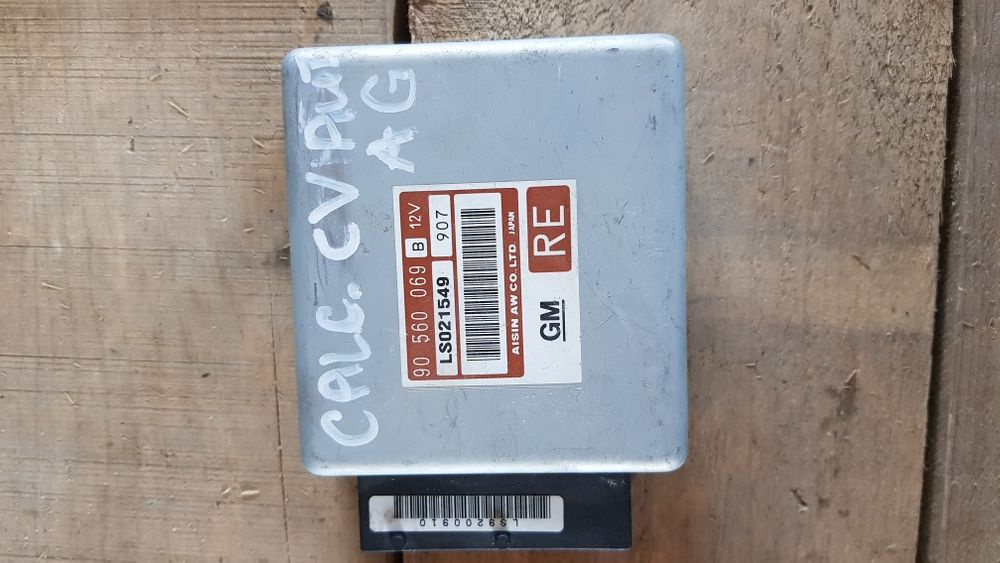 CALC. CV AUT
AG
90 560 069 B 12V
LS021549 907
AISIN AW CO., LTD. JAPAN
GM RE
LS9200910